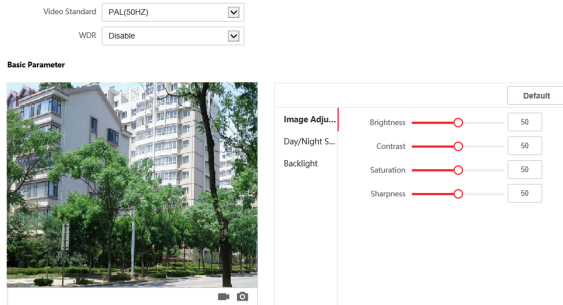 Video Standard PAL(50HZ)
WDR Disable
Basic Parameter
Default
Image Adju...
Day/Night S...
Backlight
Brightness 50
Contrast 50
Saturation 50
Sharpness 50